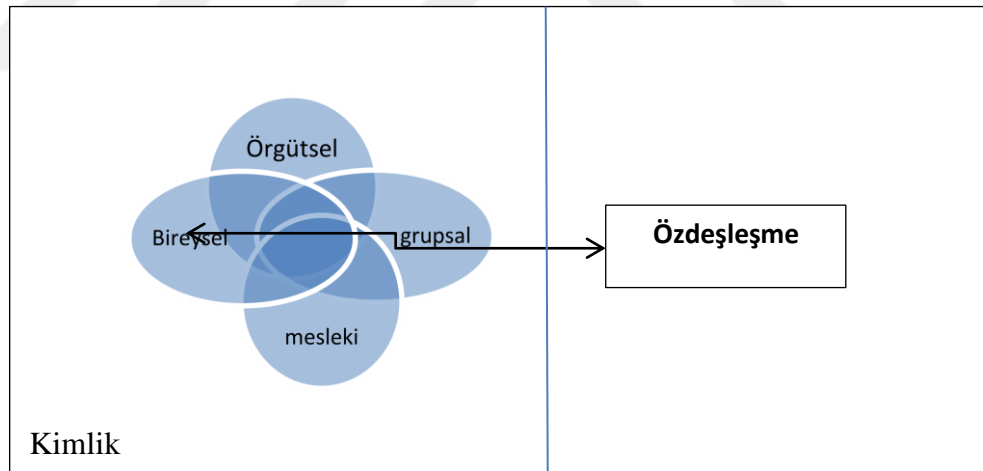 Örgütsel
Bireysel
grupsal
Özdeşleşme
mesleki
Kimlik